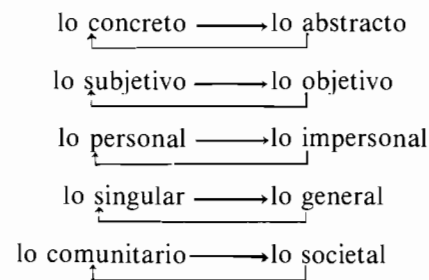 lo concreto lo abstracto
lo subjetivo lo objetivo
lo personal lo impersonal
lo singular lo general
lo comunitario lo societal